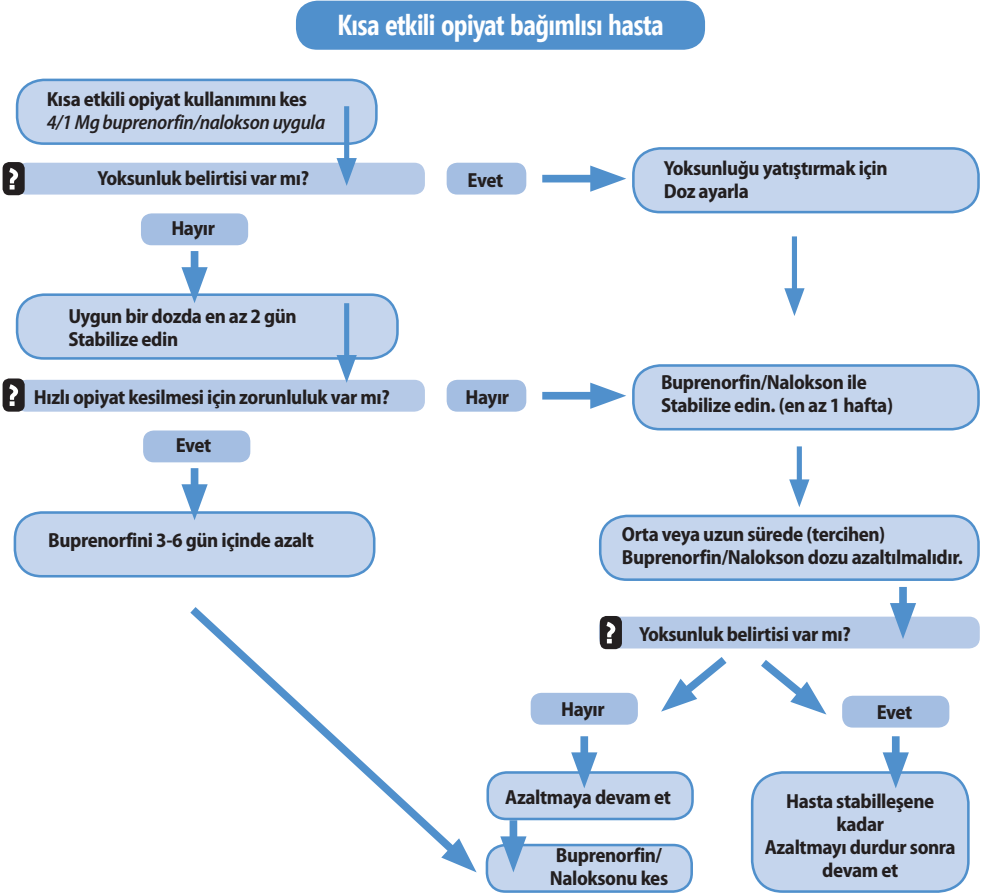 Kısa etkili opiyat bağımlısı hasta
Kısa etkili opiyat kullanımını kes
4/1 Mg buprenorfin/nalokson uygula
? Yoksunluk belirtisi var mı?
Evet
Yoksunluğu yatıştırmak için
Doz ayarla
Hayır
Uygun bir dozda en az 2 gün
Stabilize edin
? Hızlı opiyat kesilmesi için zorunluluk var mı?
Hayır
Buprenorfin/Nalokson ile
Stabilize edin. (en az 1 hafta)
Evet
Buprenorfini 3-6 gün içinde azalt
Orta veya uzun sürede (tercihen)
Buprenorfin/Nalokson dozu azaltılmalıdır.
? Yoksunluk belirtisi var mı?
Hayır
Evet
Azaltmaya devam et
Buprenorfin/
Naloksonu kes
Hasta stabilleşene
kadar
Azaltmayı durdur sonra
devam et